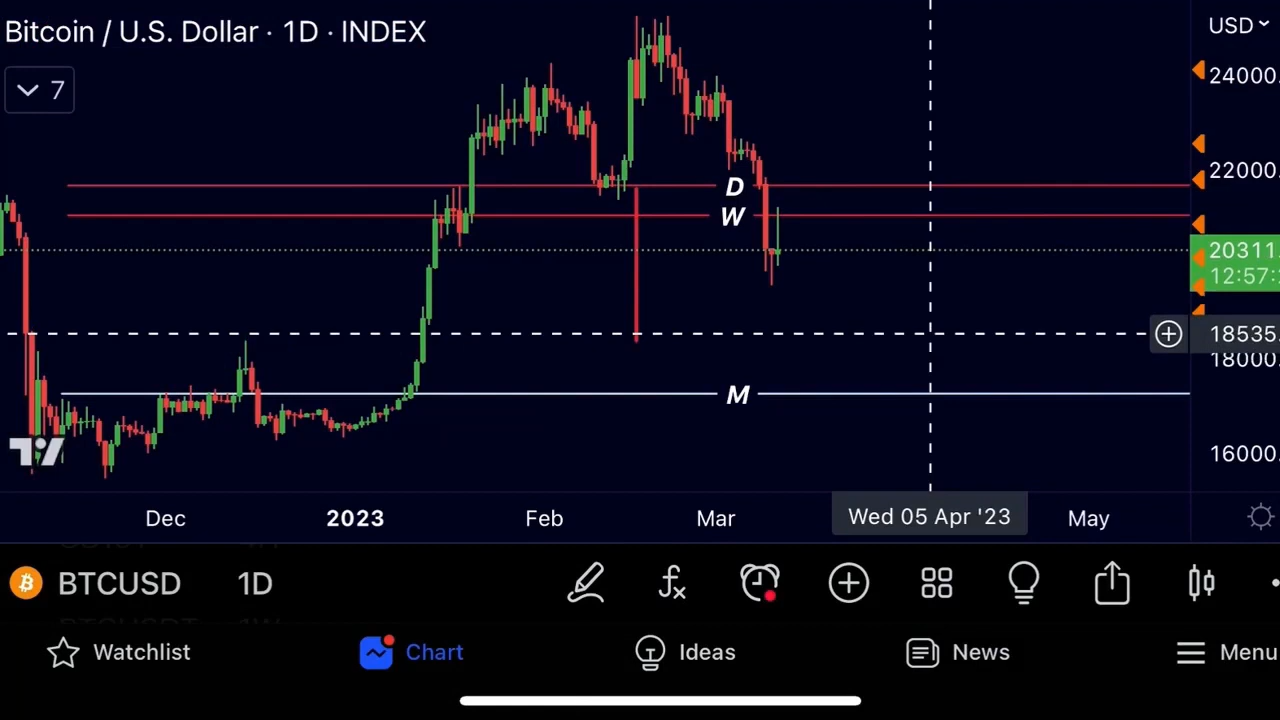 Bitcoin / U.S. Dollar · 1D · INDEX
USD
7
24000.
22000.
D
W
20311.
12:57:
18535.
18000.
M
16000.
Dec 2023 Feb Mar Wed 05 Apr '23 May
BTCUSD 1D
Watchlist Chart Ideas News Menu